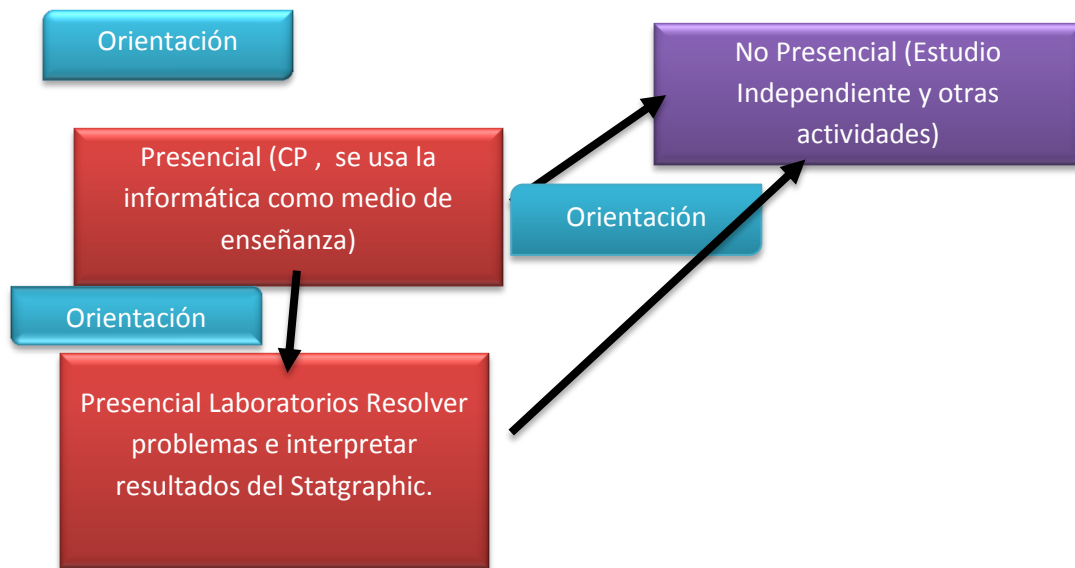 Orientación
No Presencial (Estudio
Independiente y otras
actividades)
Presencial (CP , se usa la
informática como medio de
enseñanza)
Orientación
Orientación
Presencial Laboratorios Resolver
problemas e interpretar
resultados del Statgraphic.